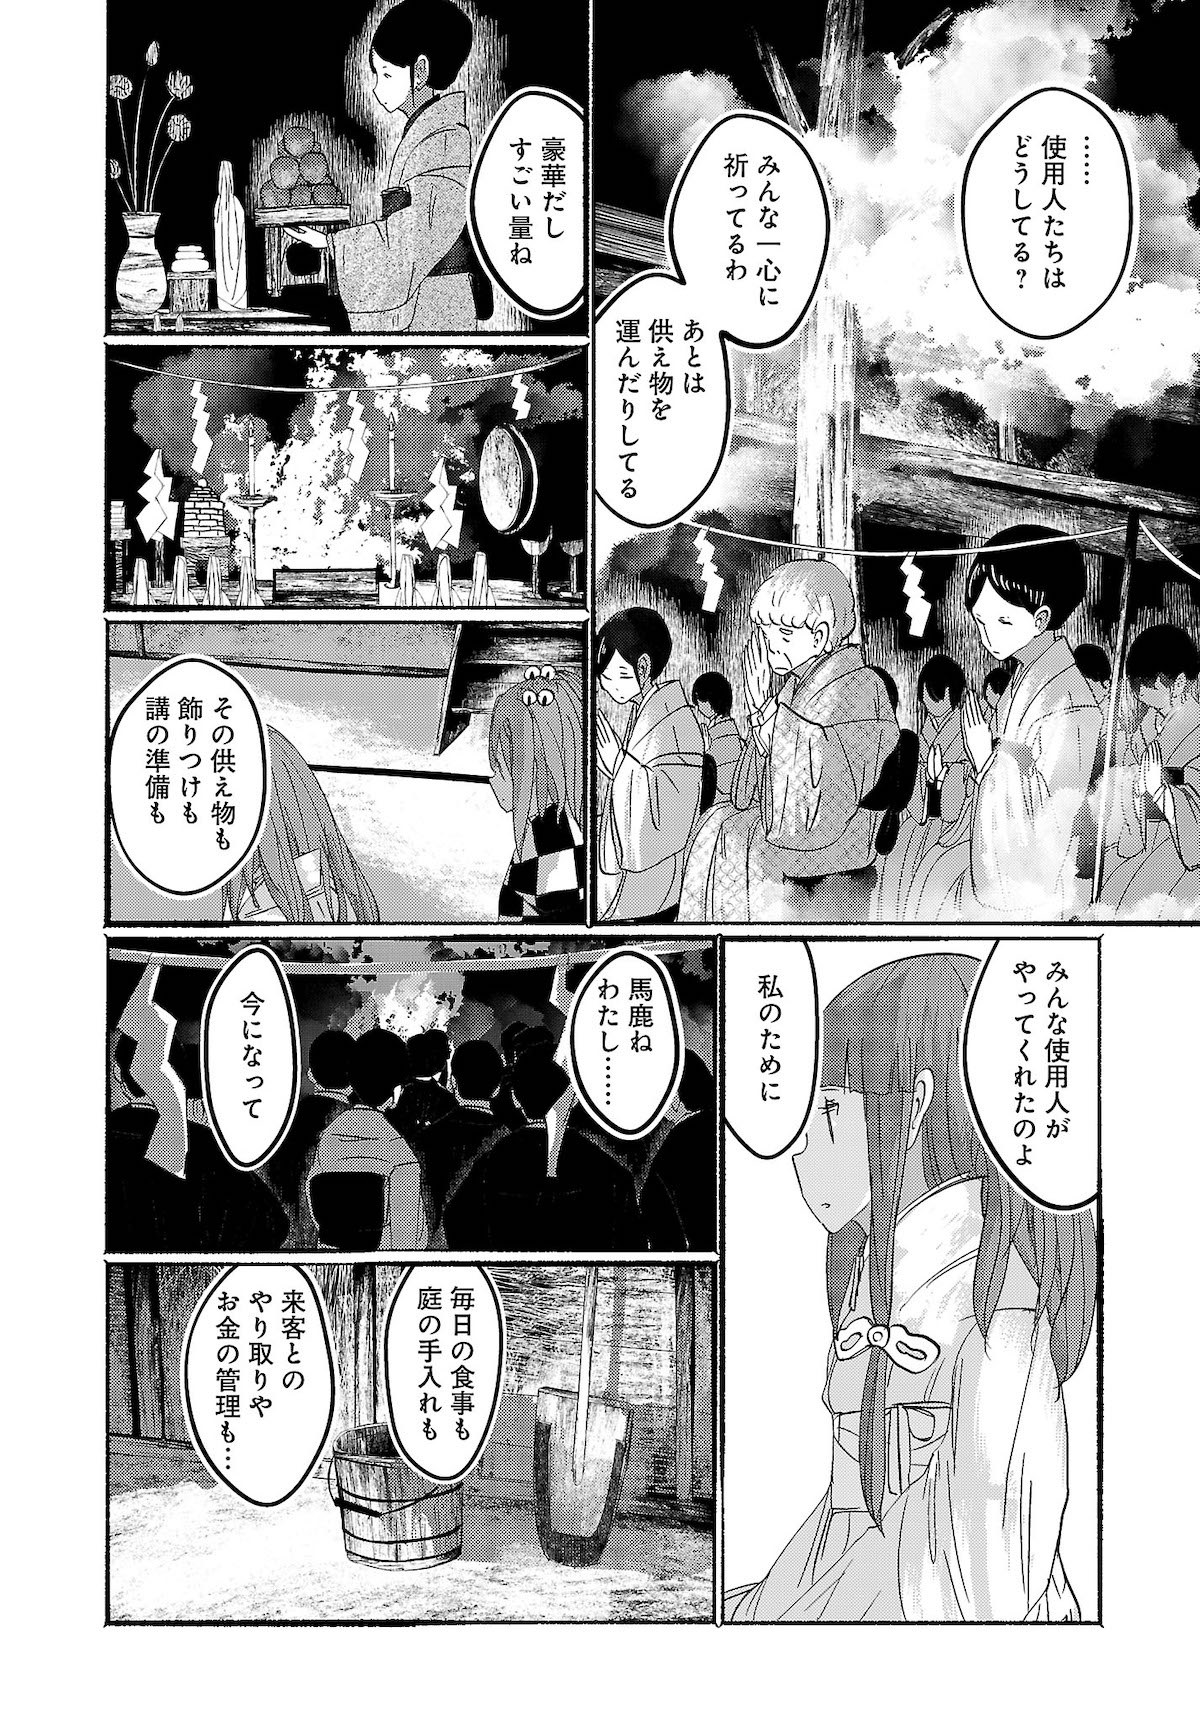 ……
使用人たちは
どうしてる？
みんな一心に
祈ってるわ
あとは
供え物を
運んだりしてる
豪華だし
すごい量ね
その供え物も
飾りつけも
講の準備も
みんな使用人が
やってくれたのよ
私のために
馬鹿ね
わたし……
今になって
毎日の食事も
庭の手入れも
来客との
やり取りや
お金の管理も…